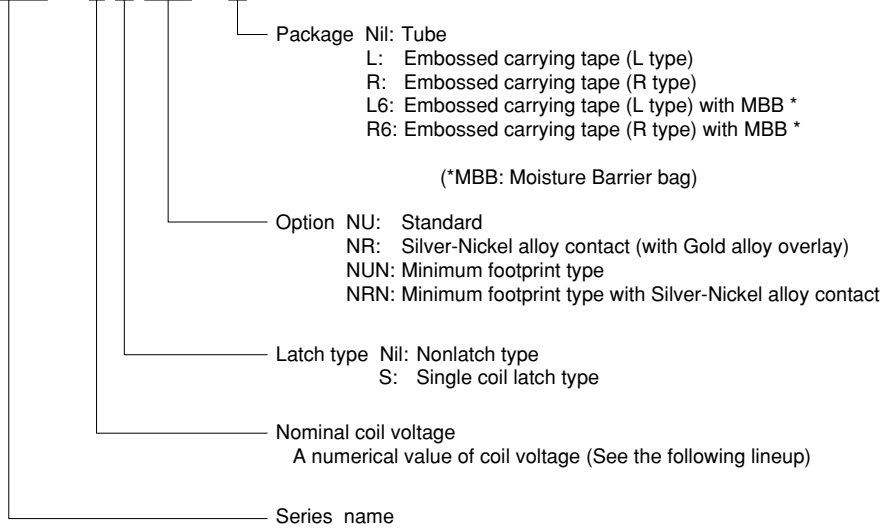 Package Nil: Tube
L: Embossed carrying tape (L type)
R: Embossed carrying tape (R type)
L6: Embossed carrying tape (L type) with MBB *
R6: Embossed carrying tape (R type) with MBB *
(*MBB: Moisture Barrier bag)
Option NU: Standard
NR: Silver-Nickel alloy contact (with Gold alloy overlay)
NUN: Minimum footprint type
NRN: Minimum footprint type with Silver-Nickel alloy contact
Latch type Nil: Nonlatch type
S: Single coil latch type
Nominal coil voltage
A numerical value of coil voltage (See the following lineup)
Series name